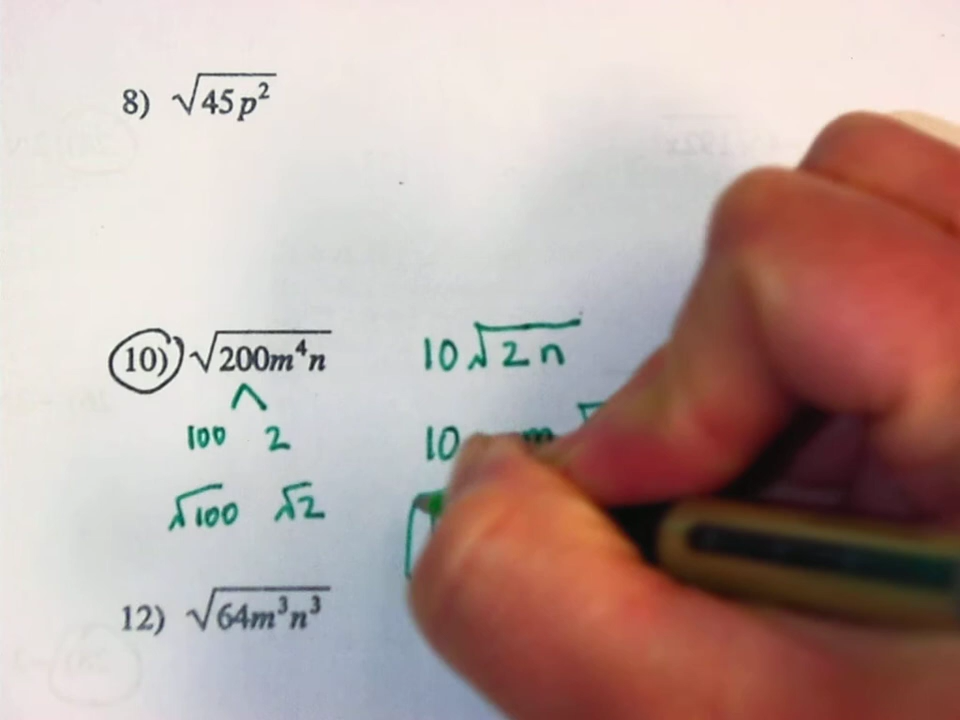 8) √45p²
10) √200m⁴n 10√2n
100 2 10 m
√100 √2
12) √64m³n³